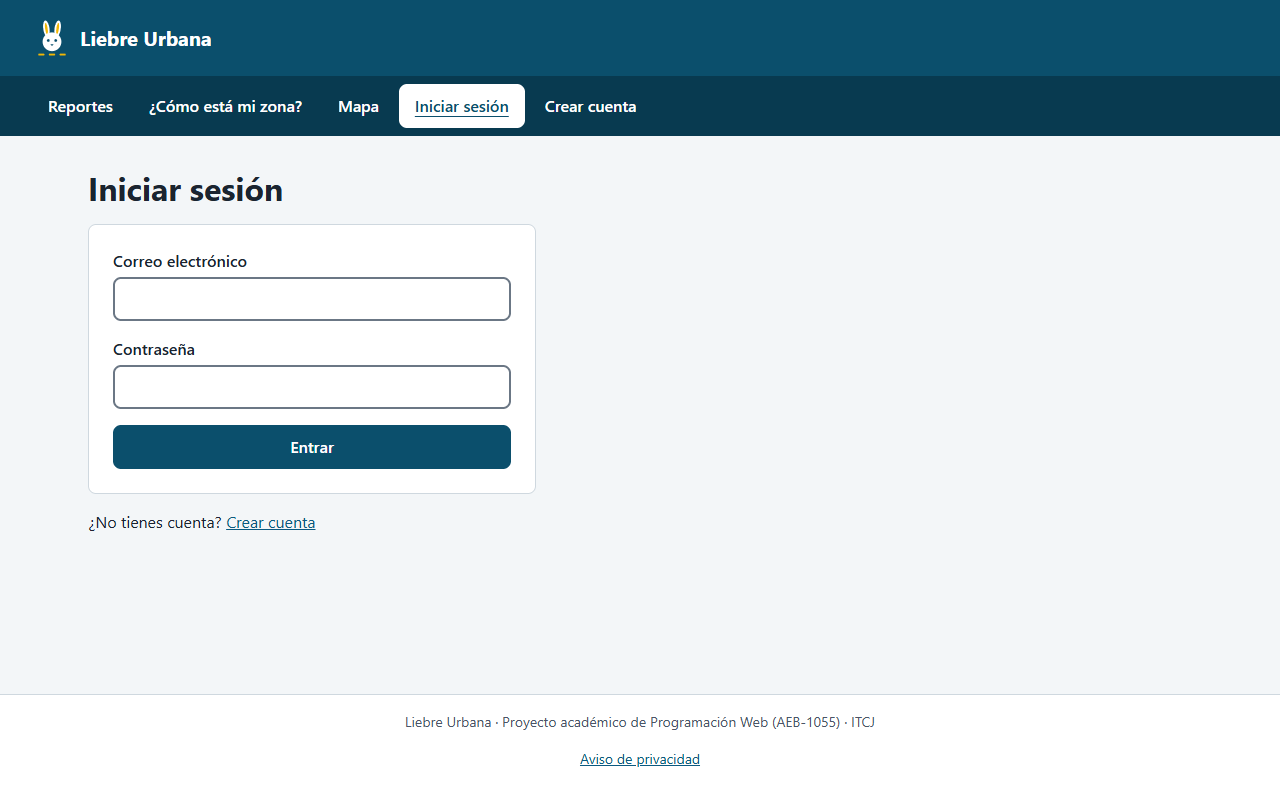 Liebre Urbana
Reportes ¿Cómo está mi zona? Mapa Iniciar sesión Crear cuenta
Iniciar sesión
Correo electrónico
Contraseña
Entrar
¿No tienes cuenta? Crear cuenta
Liebre Urbana · Proyecto académico de Programación Web (AEB-1055) · ITCJ
Aviso de privacidad